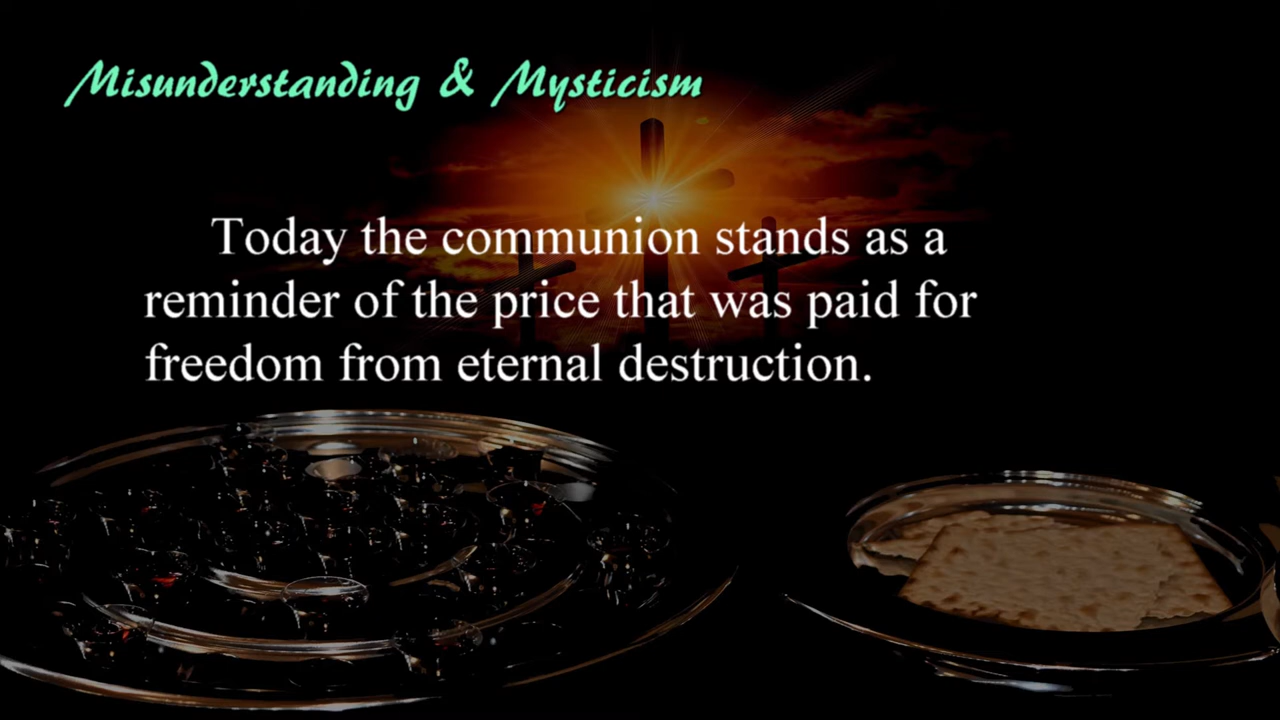 Misunderstanding & Mysticism
Today the communion stands as a
reminder of the price that was paid for
freedom from eternal destruction.